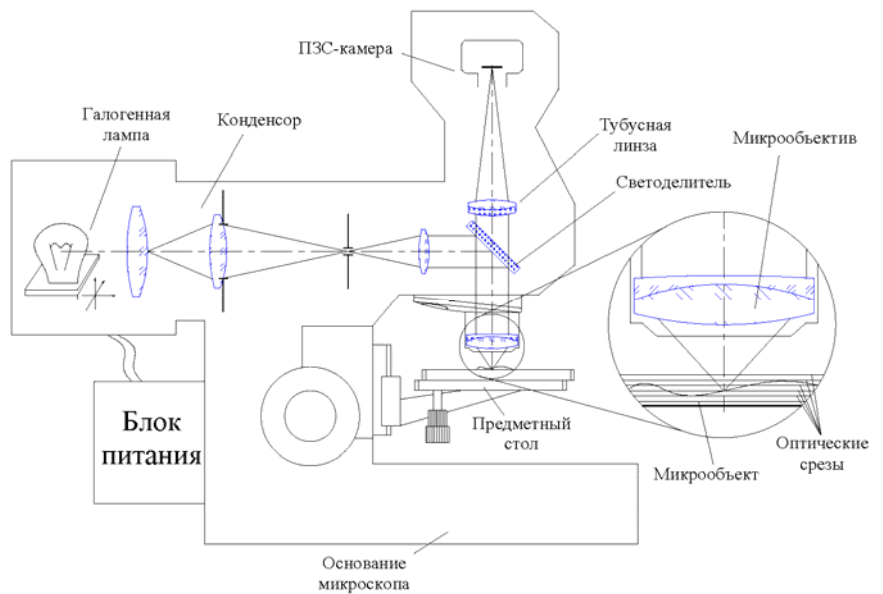 ПЗС-камера
Галогенная
лампа
Конденсор
Тубусная
линза
Микрообъектив
Светоделитель
Блок
питания
Предметный
стол
Оптические
срезы
Микрообъект
Основание
микроскопа